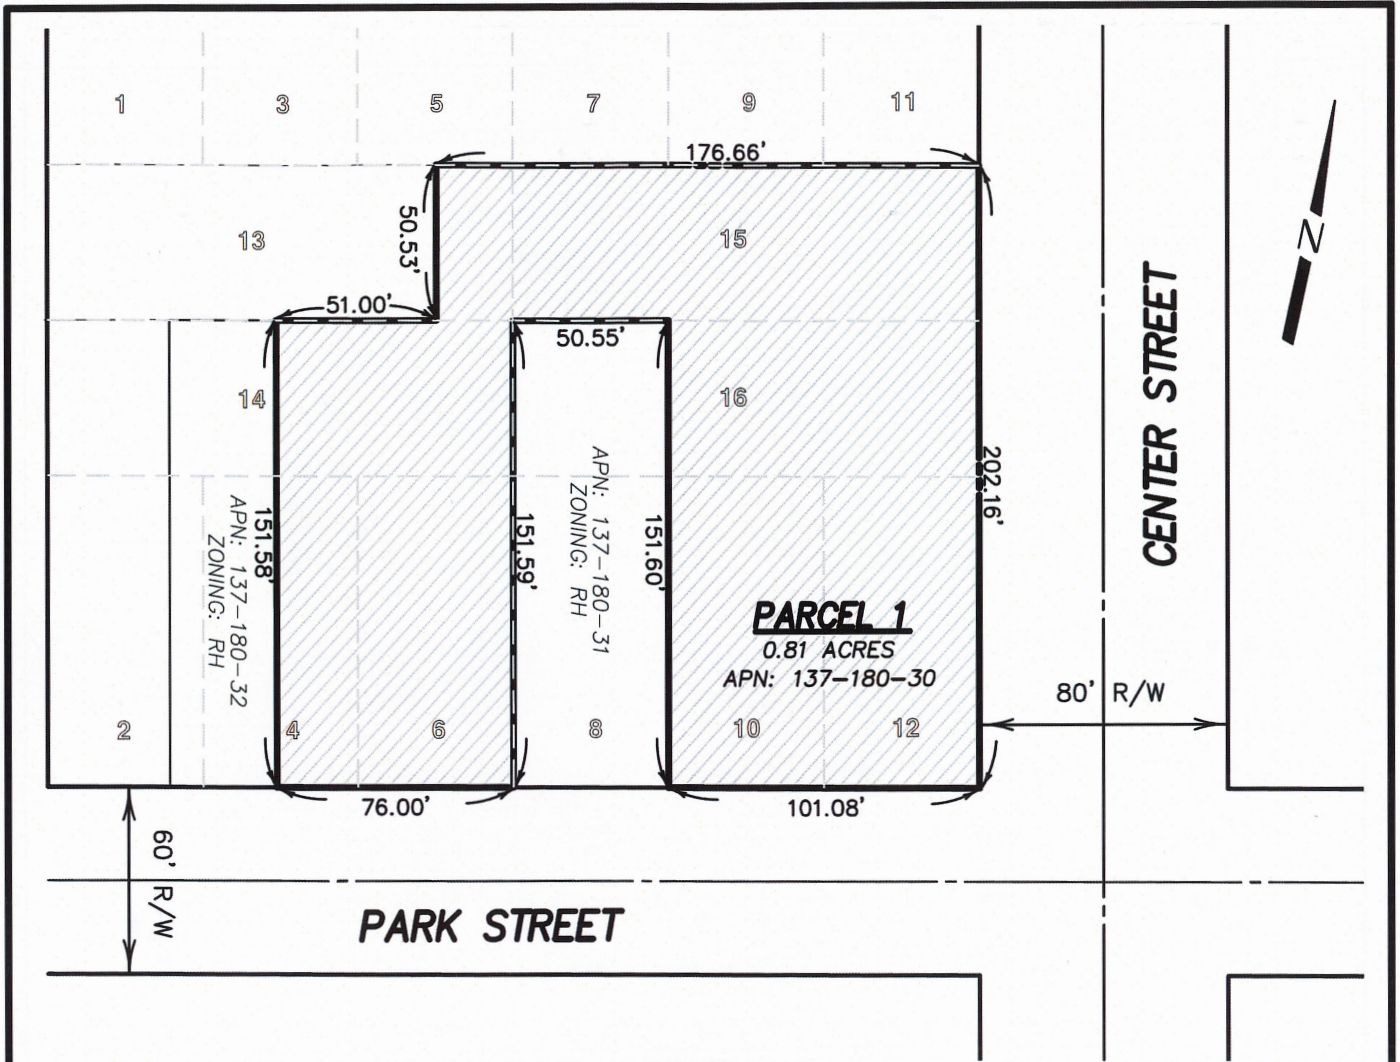 1
3
5
7
9
11
176.66'
50.53'
13
15
51.00'
50.55'
14
16
202.16'
CENTER STREET
N
151.58'
APN: 137-180-32
ZONING: RH
151.59'
APN: 137-180-31
ZONING: RH
151.60'
PARCEL 1
0.81 ACRES
APN: 137-180-30
80' R/W
2
4
6
8
10
12
76.00'
101.08'
60' R/W
PARK STREET